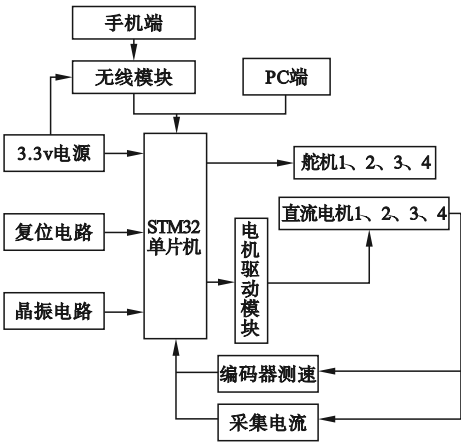 手机端
无线模块
PC端
3.3v电源
STM32
单片机
舵机1、2、3、4
直流电机1、2、3、4
复位电路
电机驱动模块
晶振电路
编码器测速
采集电流